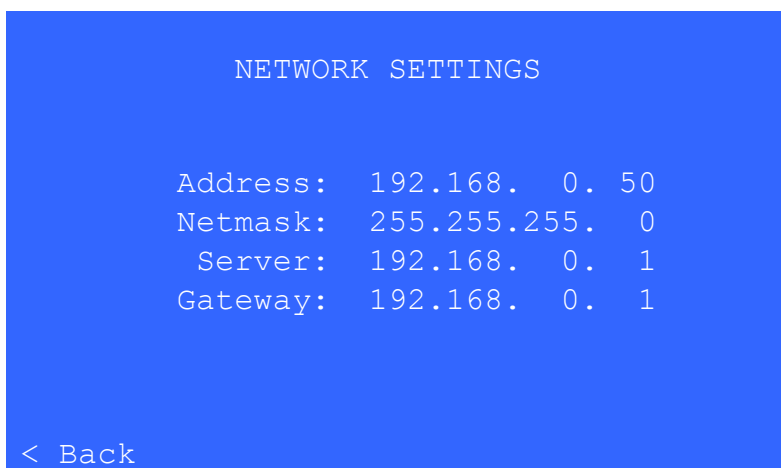 NETWORK SETTINGS
Address: 192.168.  0. 50
Netmask: 255.255.255.  0
Server: 192.168.  0.  1
Gateway: 192.168.  0.  1
< Back